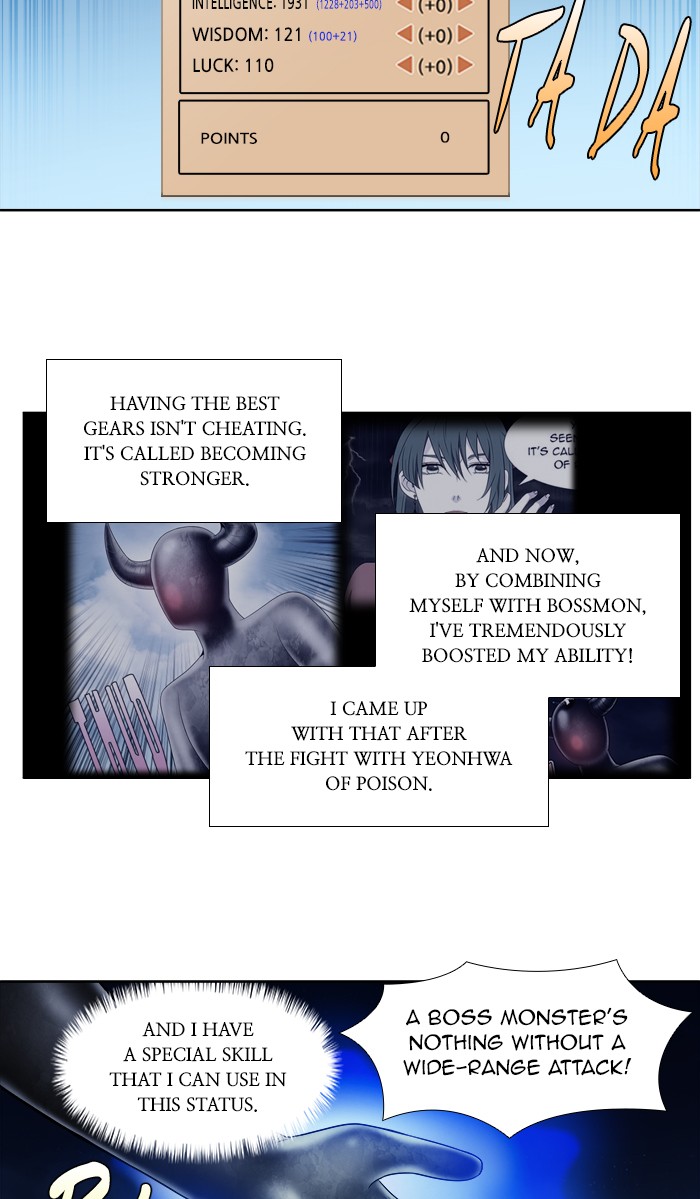 INTELLIGENCE: 1931 (1228+203+500) (+0)
WISDOM: 121 (100+21) (+0)
LUCK: 110 (+0)
POINTS 0
TA DA
HAVING THE BEST
GEARS ISN'T CHEATING.
IT'S CALLED BECOMING
STRONGER.
IT'S
OF
AND NOW,
BY COMBINING
MYSELF WITH BOSSMON,
I'VE TREMENDOUSLY
BOOSTED MY ABILITY!
I CAME UP
WITH THAT AFTER
THE FIGHT WITH YEONHWA
OF POISON.
A BOSS MONSTER'S
NOTHING WITHOUT A
WIDE-RANGE ATTACK!
AND I HAVE
A SPECIAL SKILL
THAT I CAN USE IN
THIS STATUS.